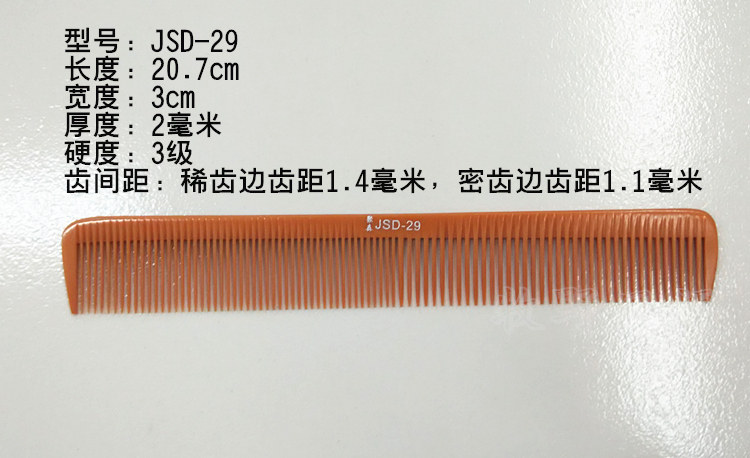 型号：JSD-29
长度：20.7cm
宽度：3cm
厚度：2毫米
硬度：3级
齿间距：稀齿边齿距1.4毫米，密齿边齿距1.1毫米
JSD-29